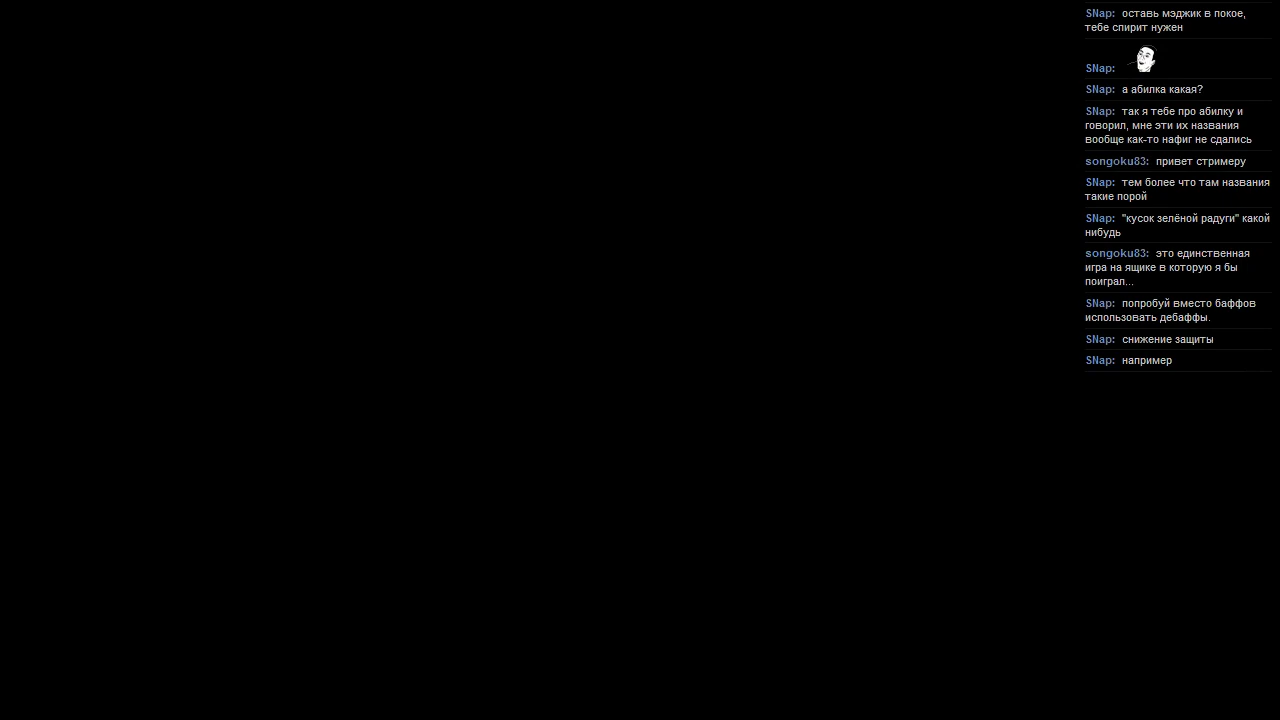 SNap: оставь мэджик в покое,
тебе спирит нужен
SNap:
SNap: а абилка какая?
SNap: так я тебе про абилку и
говорил, мне эти их названия
вообще как-то нафиг не сдались
songoku83: привет стримеру
SNap: тем более что там названия
такие порой
SNap: "кусок зелёной радуги" какой
нибудь
songoku83: это единственная
игра на ящике в которую я бы
поиграл...
SNap: попробуй вместо баффов
использовать дебаффы.
SNap: снижение защиты
SNap: например